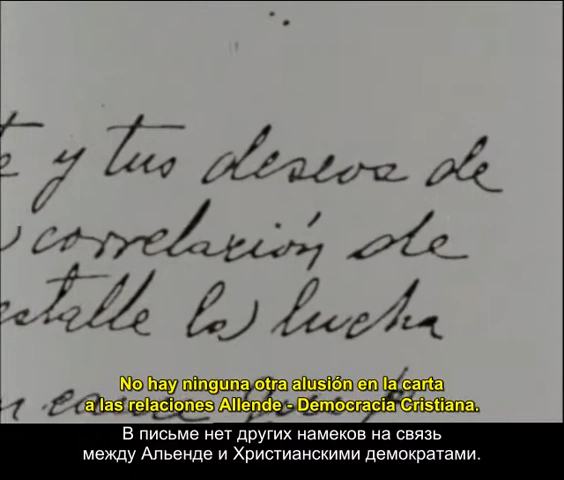 y tus deseos de
correlación de
estalle la lucha
No hay ninguna otra alusión en la carta
a las relaciones Allende - Democracia Cristiana.
В письме нет других намеков на связь
между Альенде и Христианскими демократами.